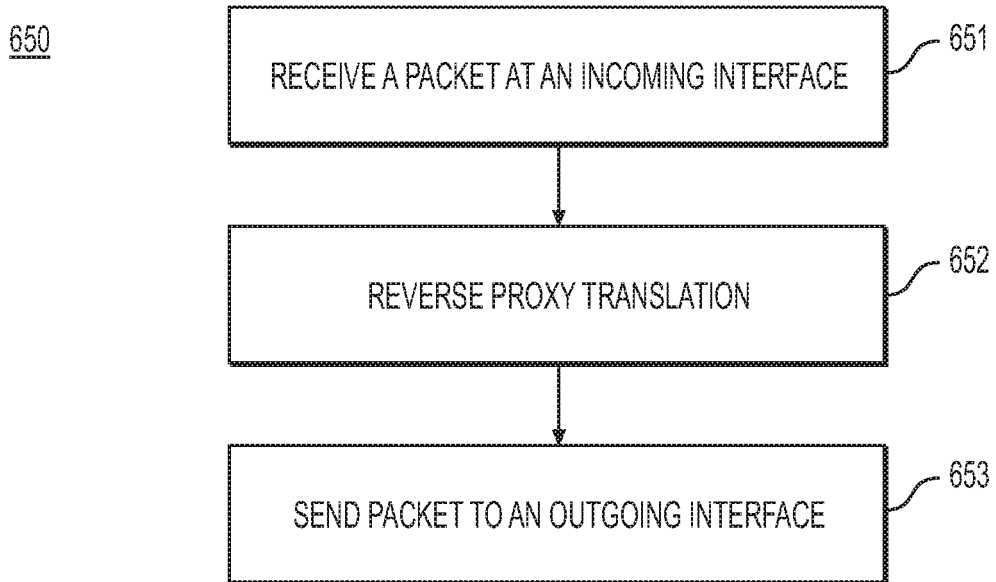 650
RECEIVE A PACKET AT AN INCOMING INTERFACE
651
REVERSE PROXY TRANSLATION
652
SEND PACKET TO AN OUTGOING INTERFACE
653